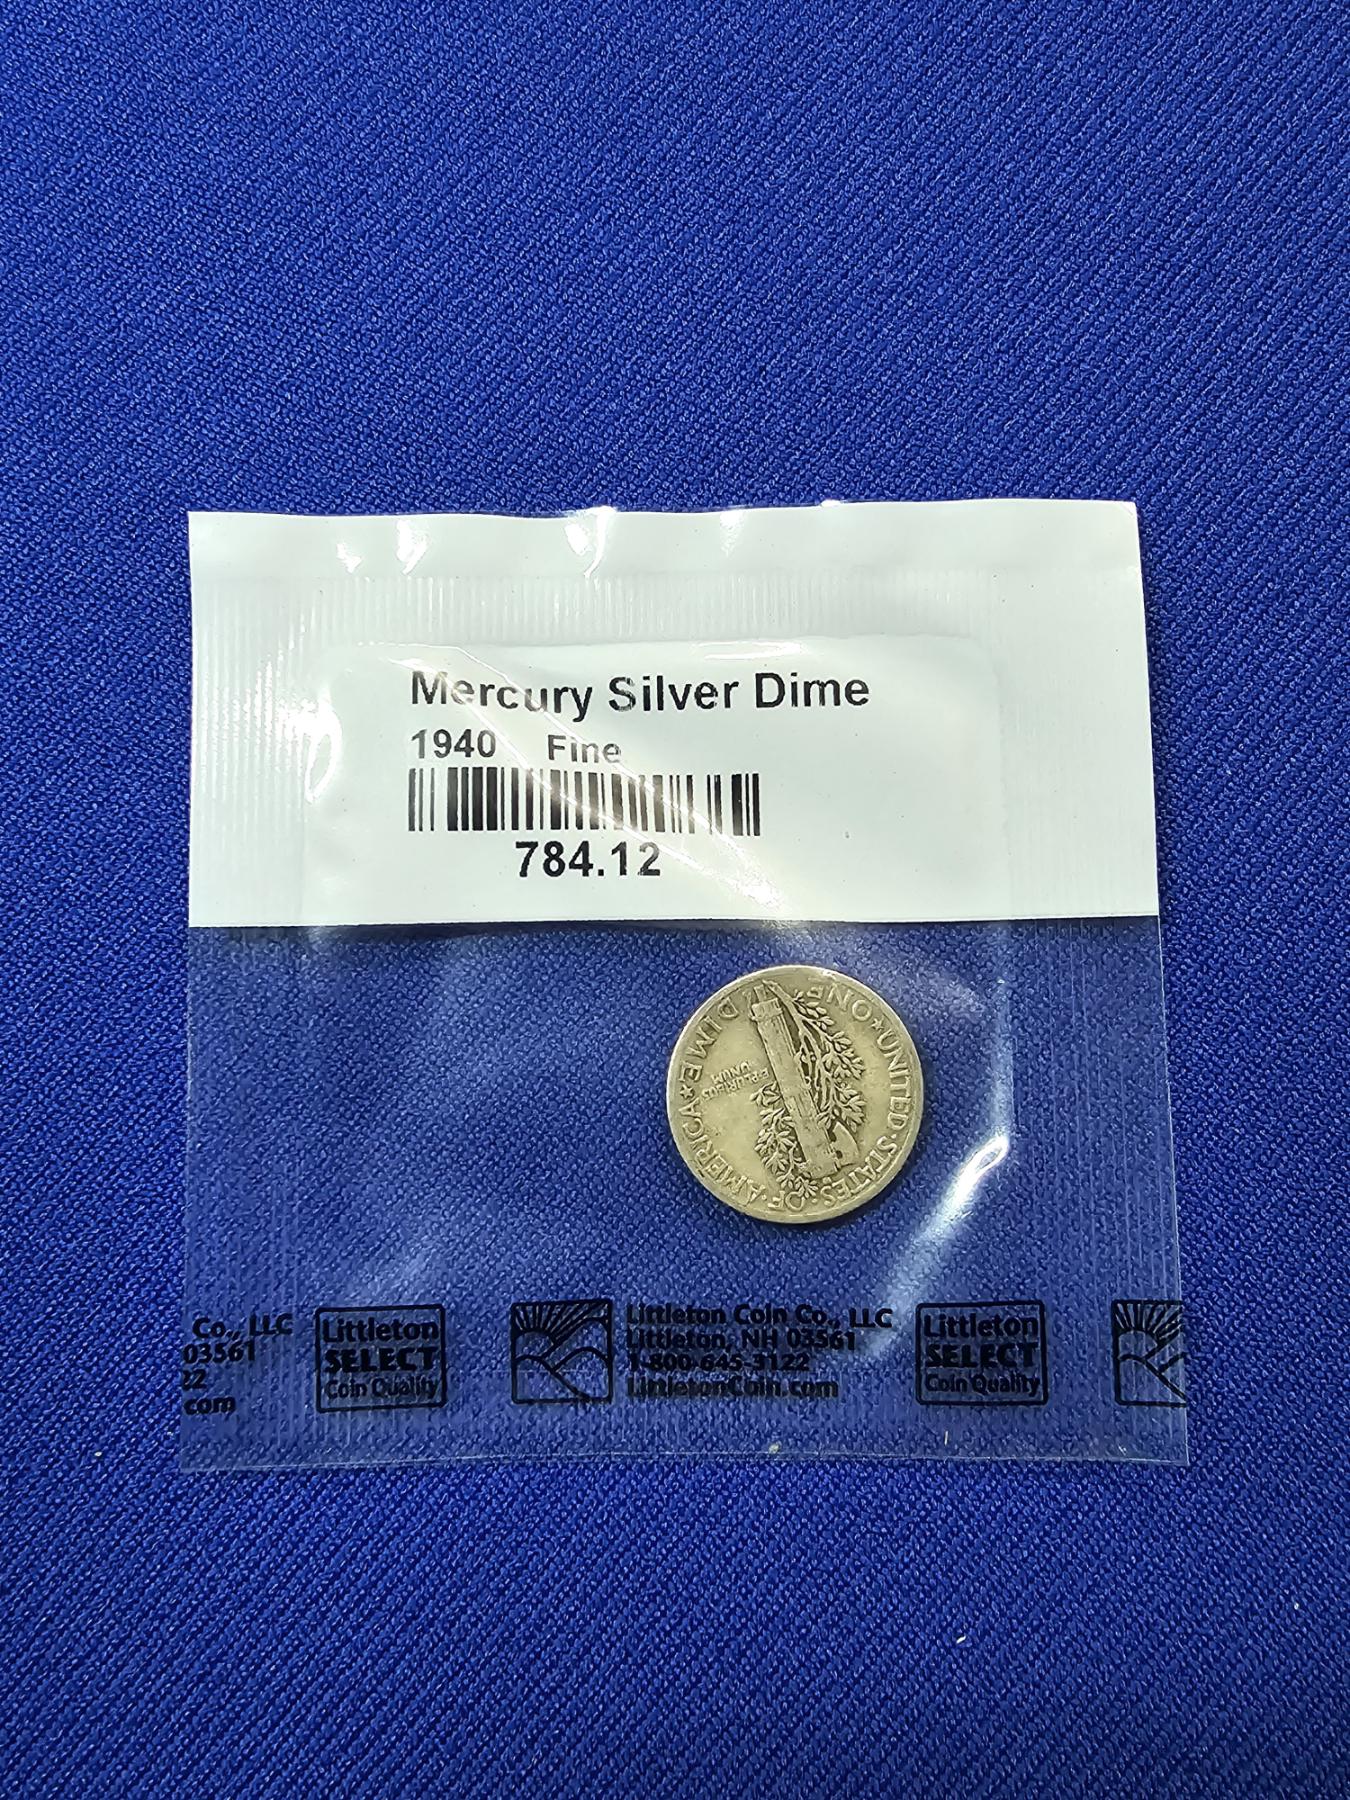 Mercury Silver Dime
1940 Fine
784.12
UNITED·STATES·OF·AMERICA
ONE DIME
E·PLURIBUS
UNUM
Co., LLC
03561
22
com
Littleton
SELECT
Coin Quality
Littleton Coin Co., LLC
Littleton, NH 03561
1-800-645-3122
LittletonCoin.com
Littleton
SELECT
Coin Quality